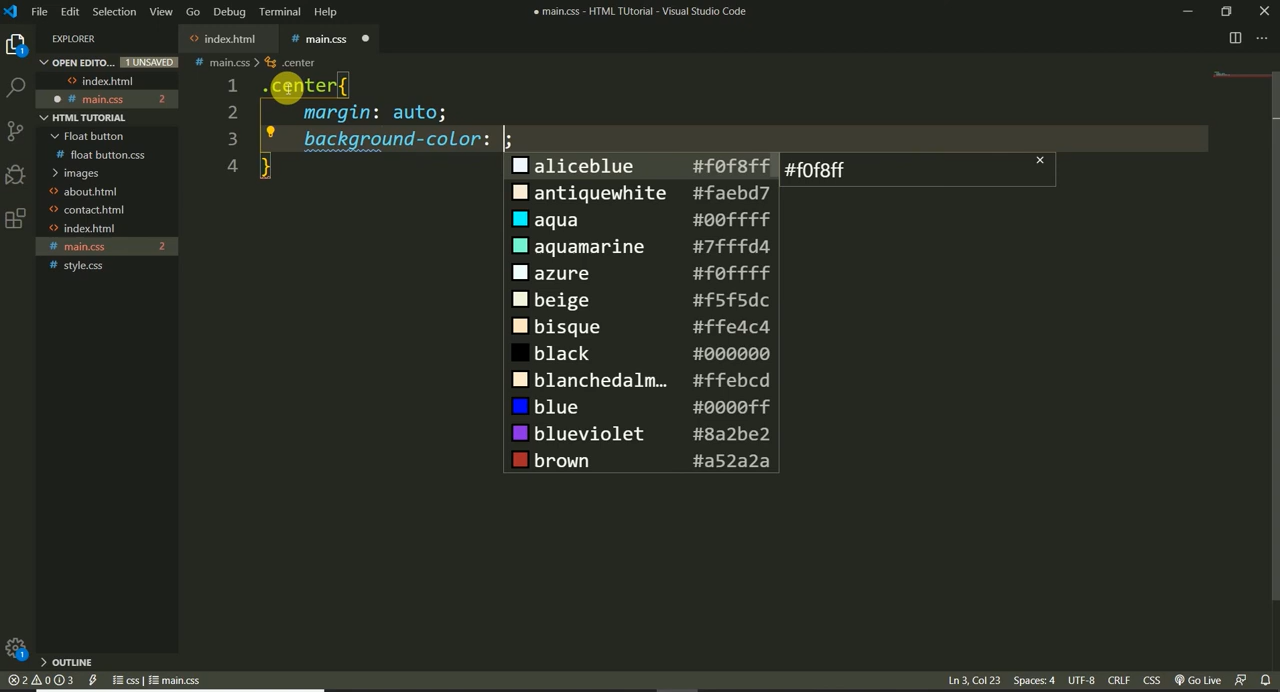 File Edit Selection View Go Debug Terminal Help
● main.css - HTML TUtorial - Visual Studio Code
EXPLORER
index.html
# main.css
OPEN EDITO... 1 UNSAVED
index.html
# main.css 2
HTML TUTORIAL
Float button
# float button.css
images
about.html
contact.html
index.html
# main.css 2
# style.css
OUTLINE
# main.css > .center
1 .center{
2 margin: auto;
3 background-color: ;
4 }
aliceblue #f0f8ff
antiquewhite #faebd7
aqua #00ffff
aquamarine #7fffd4
azure #f0ffff
beige #f5f5dc
bisque #ffe4c4
black #000000
blanchedalm... #ffebcd
blue #0000ff
blueviolet #8a2be2
brown #a52a2a
#f0f8ff
1
1
2 0 3 css | main.css Ln 3, Col 23 Spaces: 4 UTF-8 CRLF CSS Go Live